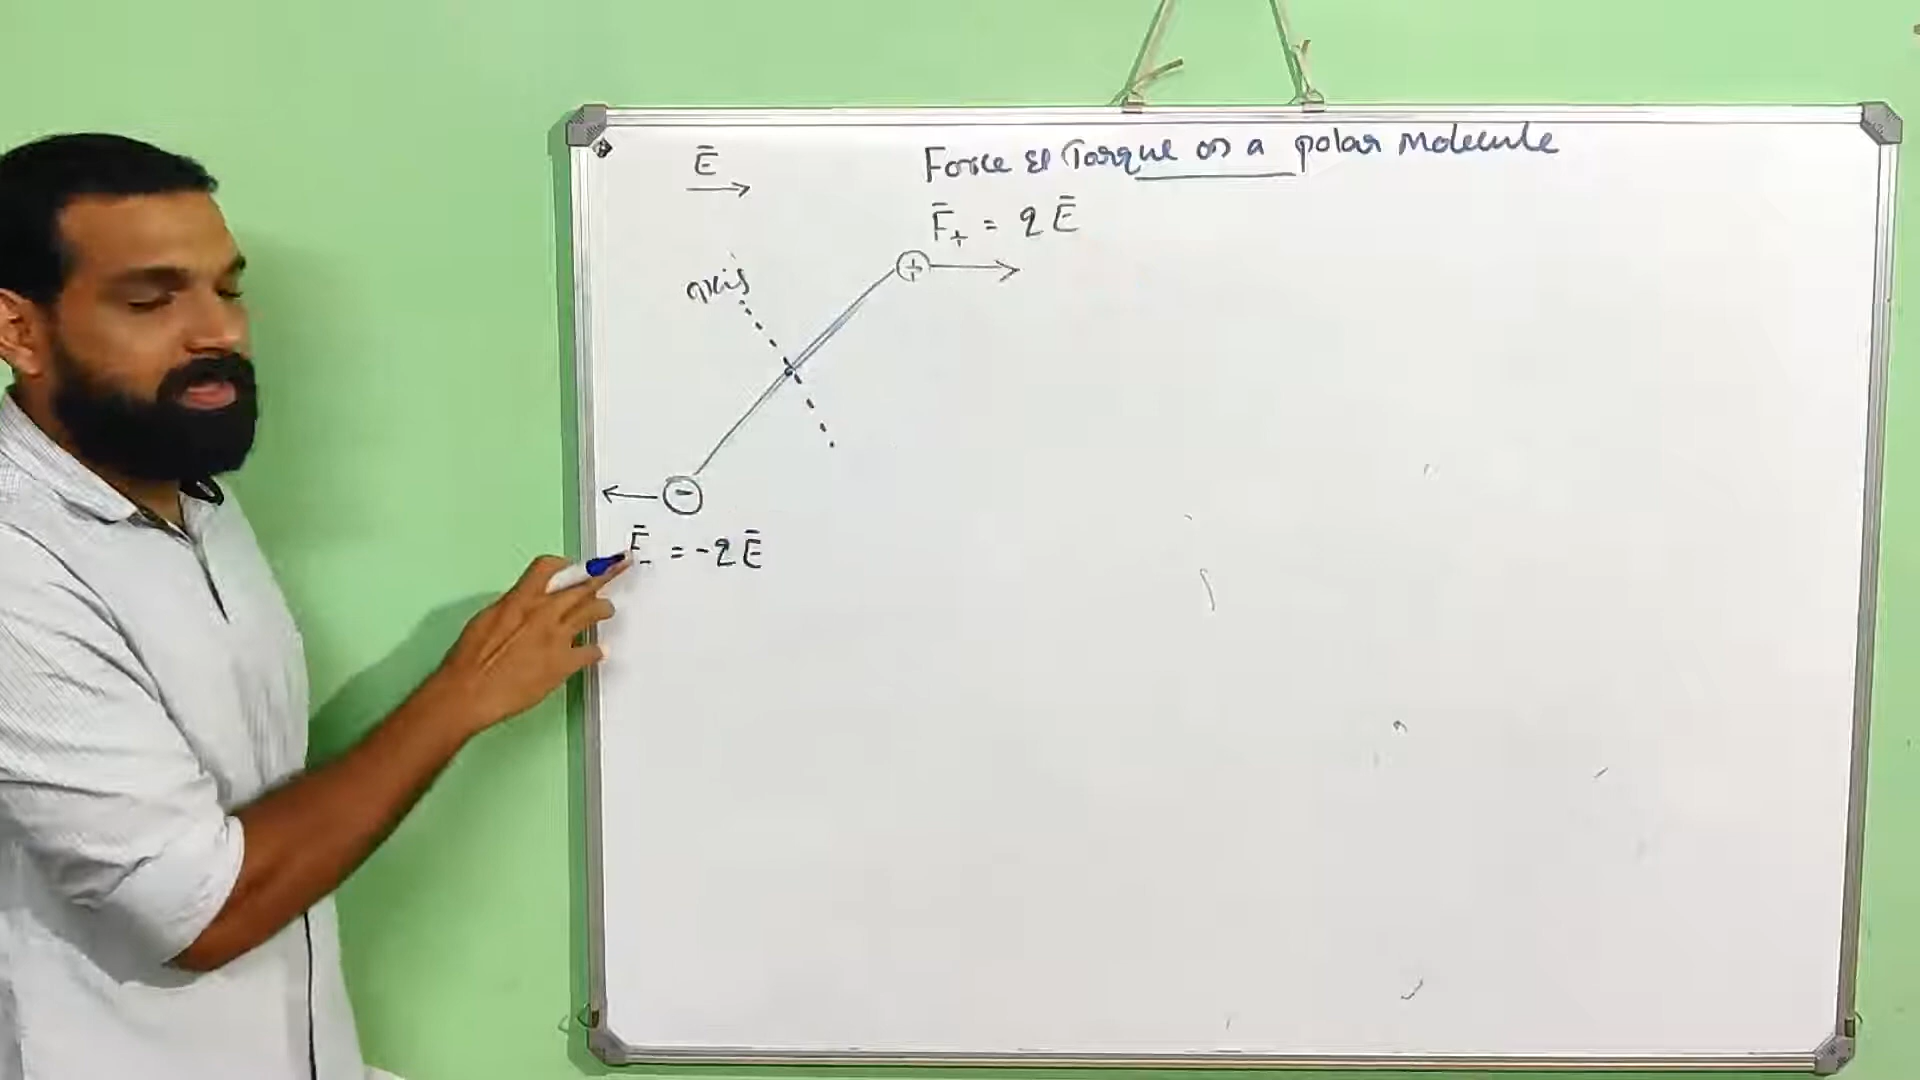 Ē
Force & Torque on a polar molecule
F̄₊ = qĒ
axis
+
-
F̄₋ = -qĒ